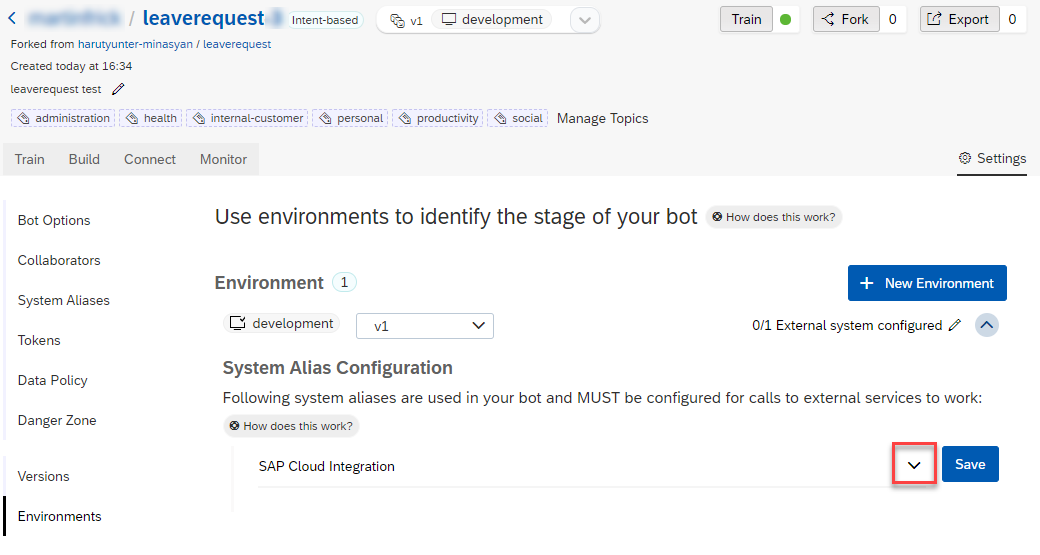 / leaverequest Intent-based v1 development Train Fork 0 Export 0
Forked from harutyunter-minasyan / leaverequest
Created today at 16:34
leaverequest test
administration health internal-customer personal productivity social Manage Topics
Train Build Connect Monitor Settings
Bot Options
Collaborators
System Aliases
Tokens
Data Policy
Danger Zone
Versions
Environments
Use environments to identify the stage of your bot How does this work?
Environment 1 + New Environment
development v1 0/1 External system configured
System Alias Configuration
Following system aliases are used in your bot and MUST be configured for calls to external services to work:
How does this work?
SAP Cloud Integration Save